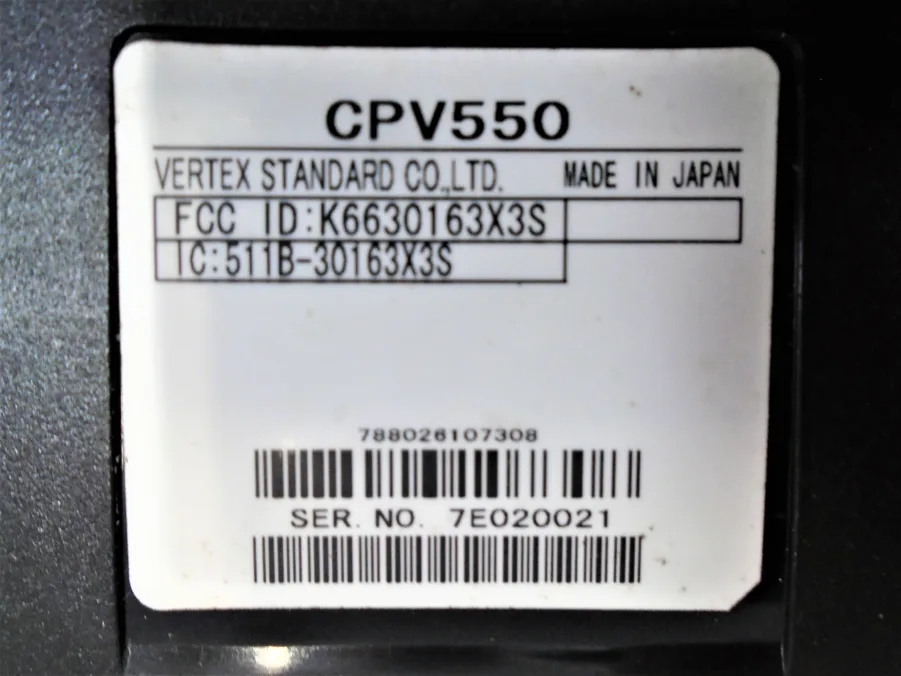 CPV550
VERTEX STANDARD CO.,LTD. MADE IN JAPAN
FCC ID:K6630163X3S
IC:511B-30163X3S
788026107308
SER. NO. 7E020021